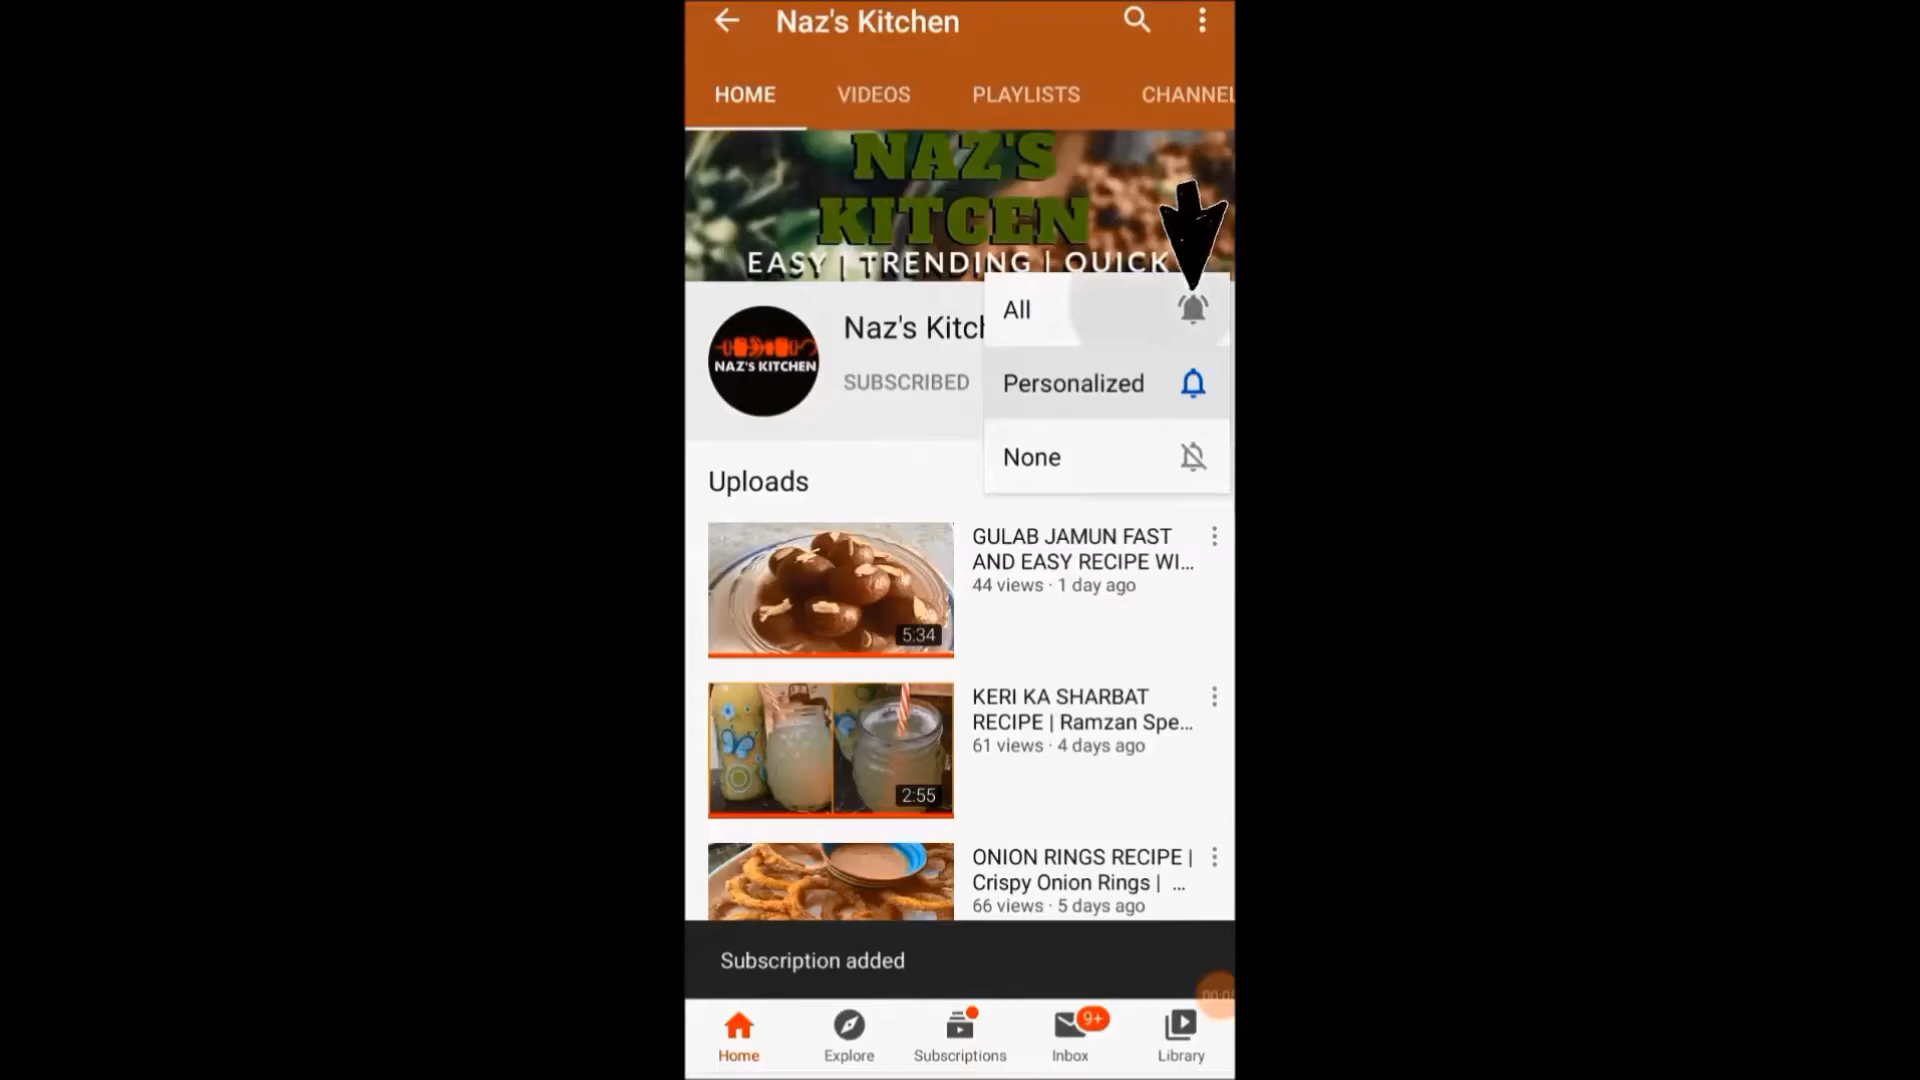 Naz's Kitchen
HOME
VIDEOS
PLAYLISTS
CHANNEL
NAZ'S
KITCEN
EASY | TRENDING | QUICK
All
Naz's Kitch
NAZ'S KITCHEN
SUBSCRIBED
Personalized
None
Uploads
GULAB JAMUN FAST
AND EASY RECIPE WI...
44 views · 1 day ago
5:34
KERI KA SHARBAT
RECIPE | Ramzan Spe...
61 views · 4 days ago
2:55
ONION RINGS RECIPE |
Crispy Onion Rings | ...
66 views · 5 days ago
Subscription added
9+
Home
Explore
Subscriptions
Inbox
Library